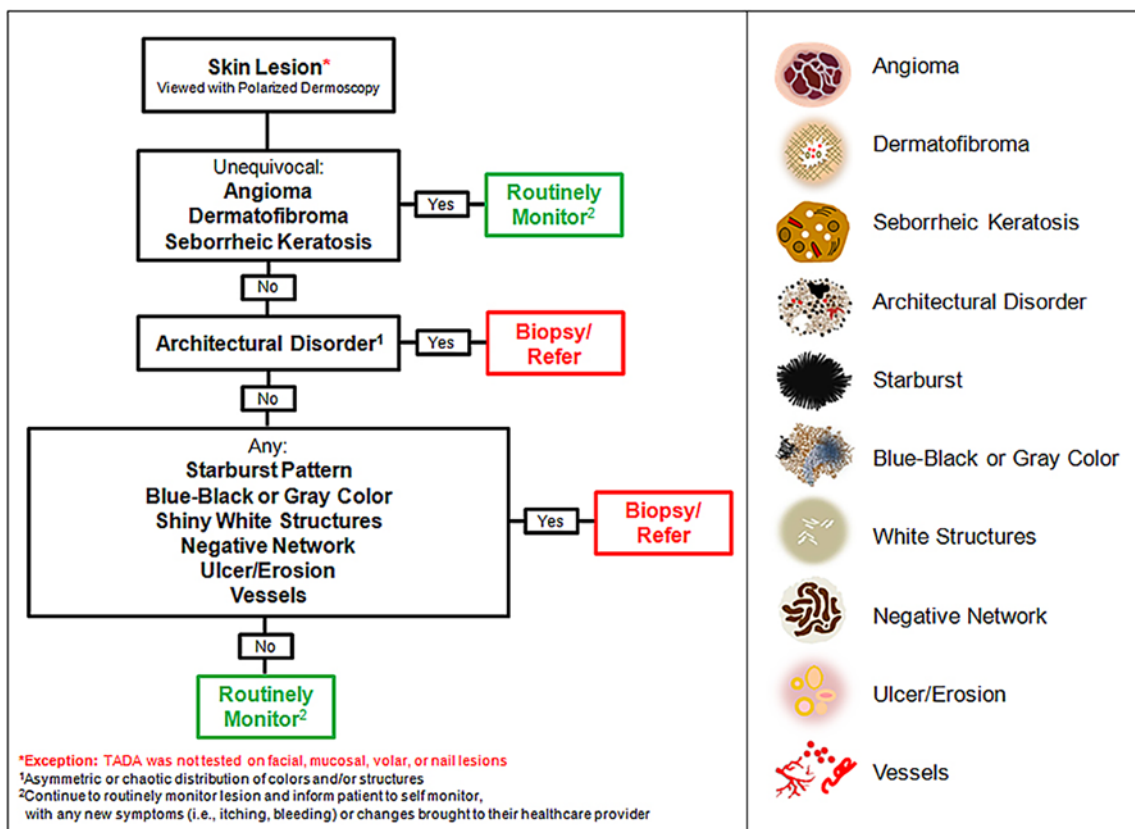 Skin Lesion*
Viewed with Polarized Dermoscopy
Unequivocal:
Angioma
Dermatofibroma
Seborrheic Keratosis
Yes
Routinely
Monitor²
No
Architectural Disorder¹
Yes
Biopsy/
Refer
No
Any:
Starburst Pattern
Blue-Black or Gray Color
Shiny White Structures
Negative Network
Ulcer/Erosion
Vessels
Yes
Biopsy/
Refer
No
Routinely
Monitor²
*Exception: TADA was not tested on facial, mucosal, volar, or nail lesions
¹Asymmetric or chaotic distribution of colors and/or structures
²Continue to routinely monitor lesion and inform patient to self monitor,
with any new symptoms (i.e., itching, bleeding) or changes brought to their healthcare provider
Angioma
Dermatofibroma
Seborrheic Keratosis
Architectural Disorder
Starburst
Blue-Black or Gray Color
White Structures
Negative Network
Ulcer/Erosion
Vessels